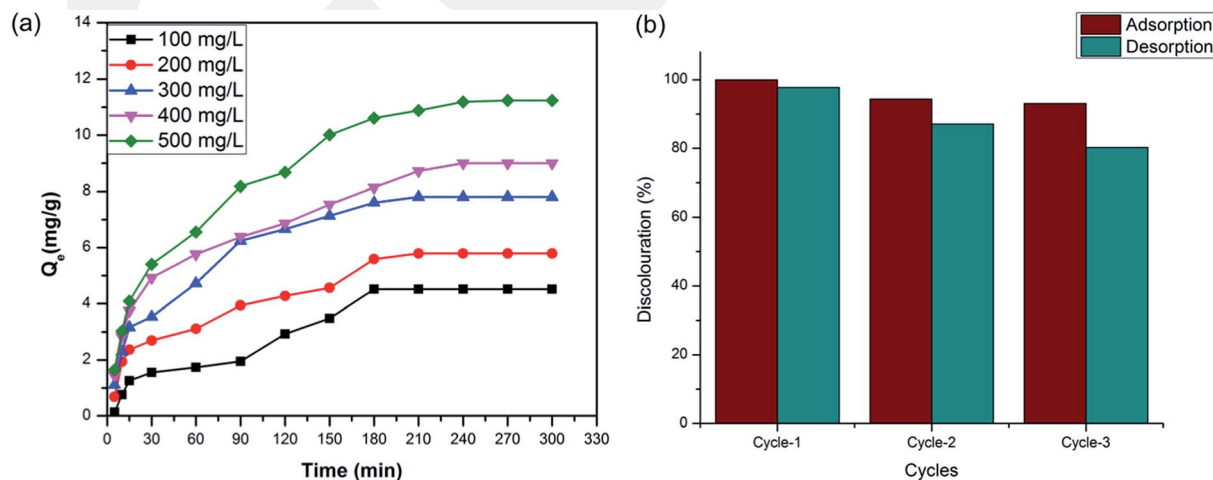 (a)
14
12
10
8
6
4
2
0
Qe(mg/g)
100 mg/L
200 mg/L
300 mg/L
400 mg/L
500 mg/L
0 30 60 90 120 150 180 210 240 270 300 330
Time (min)
(b)
Adsorption
Desorption
100
80
60
40
20
0
Discolouration (%)
Cycle-1 Cycle-2 Cycle-3
Cycles